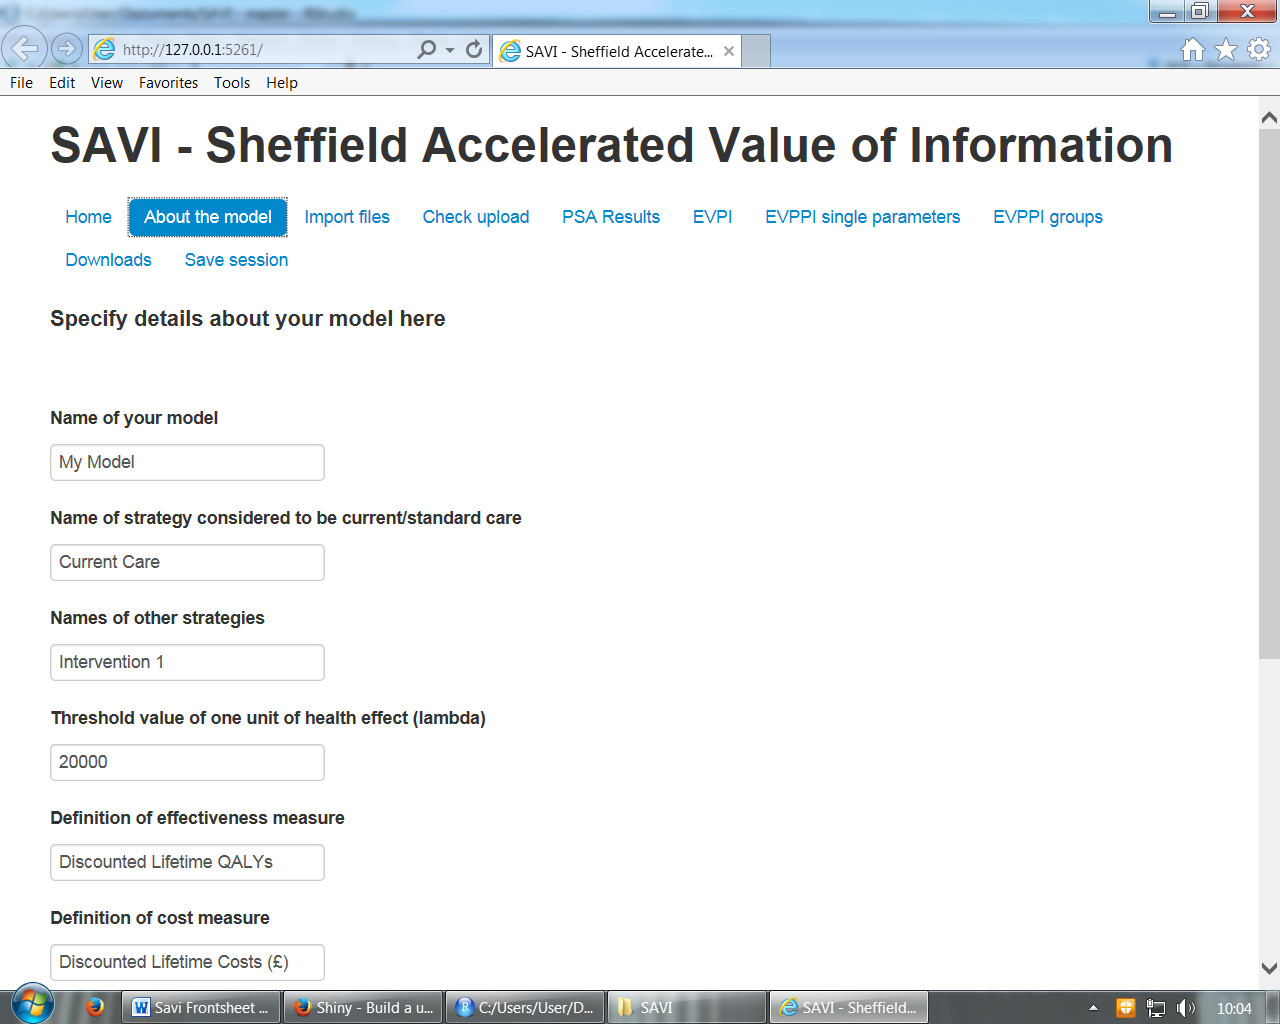 http://127.0.0.1:5261/
SAVI - Sheffield Accelerate...
File Edit View Favorites Tools Help
SAVI - Sheffield Accelerated Value of Information
Home About the model Import files Check upload PSA Results EVPI EVPPI single parameters EVPPI groups
Downloads Save session
Specify details about your model here
Name of your model
My Model
Name of strategy considered to be current/standard care
Current Care
Names of other strategies
Intervention 1
Threshold value of one unit of health effect (lambda)
20000
Definition of effectiveness measure
Discounted Lifetime QALYs
Definition of cost measure
Discounted Lifetime Costs (£)
Savi Frontsheet ... Shiny - Build a u... C:/Users/User/D... SAVI SAVI - Sheffield... 10:04